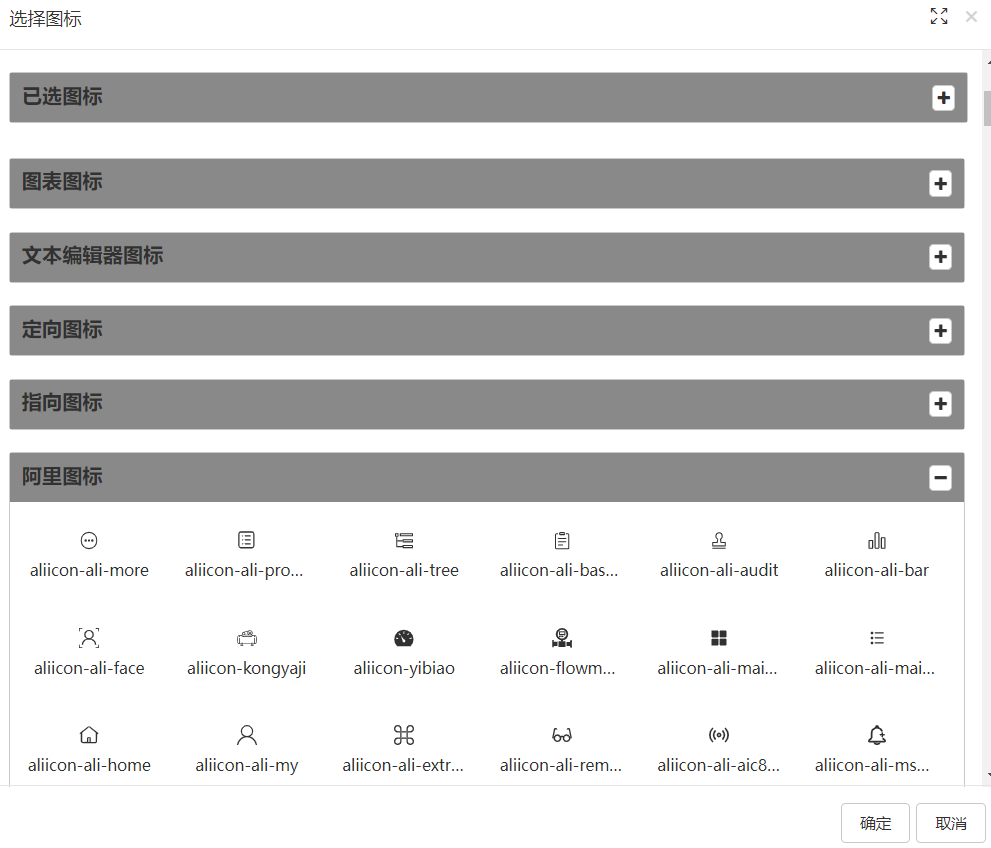 选择图标
已选图标
图表图标
文本编辑器图标
定向图标
指向图标
阿里图标
aliicon-ali-more aliicon-ali-pro... aliicon-ali-tree aliicon-ali-bas... aliicon-ali-audit aliicon-ali-bar
aliicon-ali-face aliicon-kongyaji aliicon-yibiao aliicon-flowm... aliicon-ali-mai... aliicon-ali-mai...
aliicon-ali-home aliicon-ali-my aliicon-ali-extr... aliicon-ali-rem... aliicon-ali-aic8... aliicon-ali-ms...
确定 取消